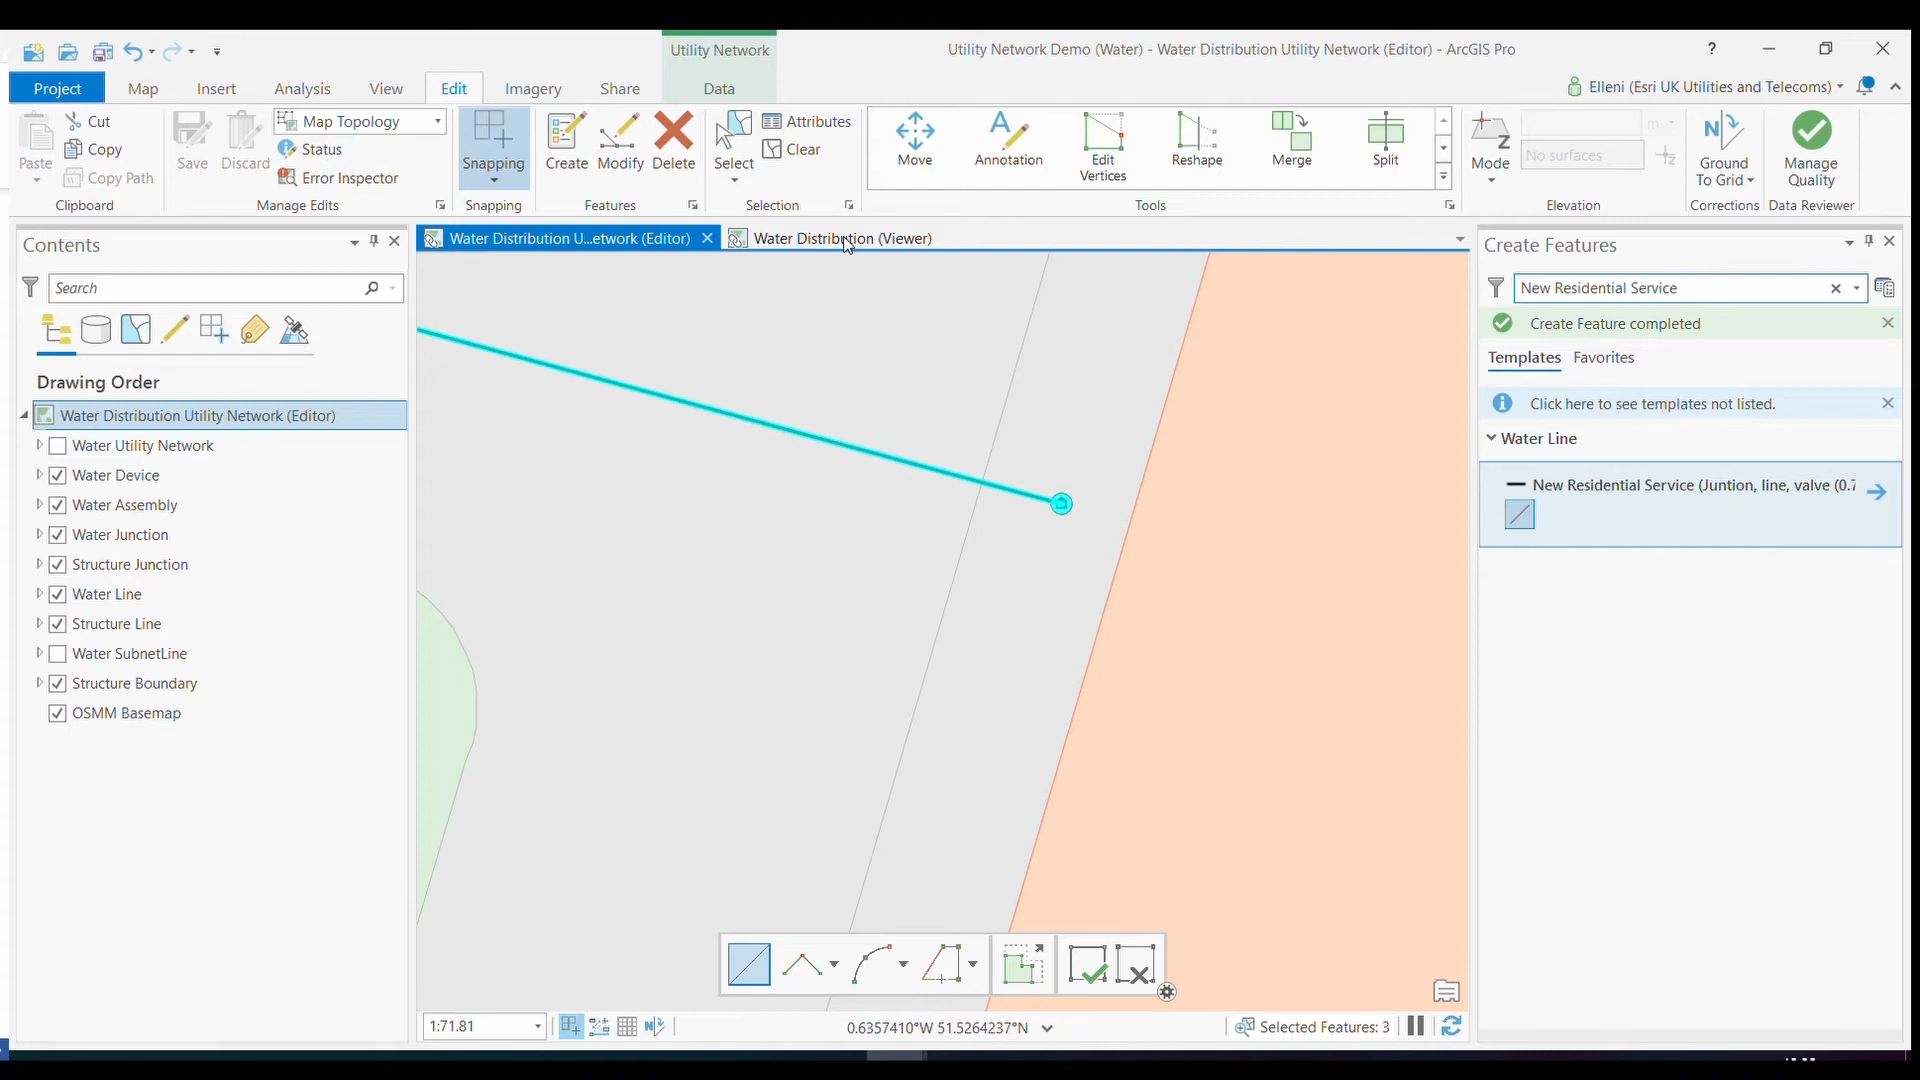 Utility Network
Utility Network Demo (Water) - Water Distribution Utility Network (Editor) - ArcGIS Pro
?
Project
Map
Insert
Analysis
View
Edit
Imagery
Share
Data
Elleni (Esri UK Utilities and Telecoms)
Paste
Cut
Copy
Copy Path
Clipboard
Save
Discard
Map Topology
Status
Error Inspector
Manage Edits
Snapping
Snapping
Create
Modify
Delete
Features
Select
Attributes
Clear
Selection
Move
Annotation
Edit
Vertices
Reshape
Merge
Split
Tools
Mode
m
No surfaces
Elevation
Ground
To Grid
Corrections
Manage
Quality
Data Reviewer
Contents
Search
Drawing Order
Water Distribution Utility Network (Editor)
Water Utility Network
Water Device
Water Assembly
Water Junction
Structure Junction
Water Line
Structure Line
Water SubnetLine
Structure Boundary
OSMM Basemap
Water Distribution U...etwork (Editor)
Water Distribution (Viewer)
1:71.81
0.6357410°W 51.5264237°N
Selected Features: 3
Create Features
New Residential Service
Create Feature completed
Templates
Favorites
Click here to see templates not listed.
Water Line
New Residential Service (Juntion, line, valve (0.7